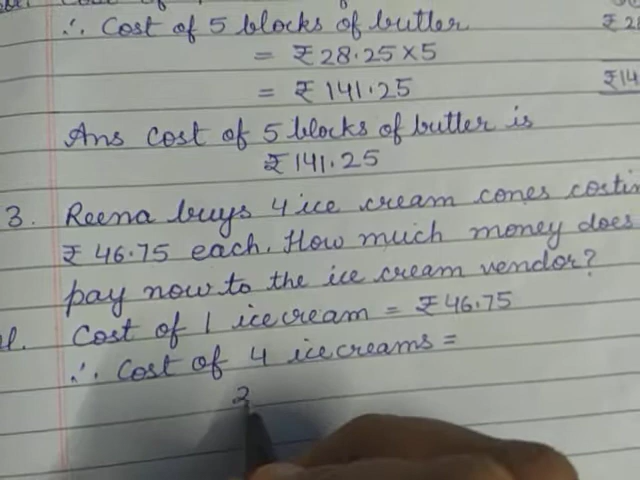 ∴ Cost of 5 blocks of butter
= ₹28.25×5
= ₹141.25
Ans Cost of 5 blocks of butter is
₹141.25
3. Reena buys 4 ice cream cones
₹46.75 each. How much money does
pay now to the ice cream vendor?
Cost of 1 icecream = ₹46.75
∴ Cost of 4 icecreams =